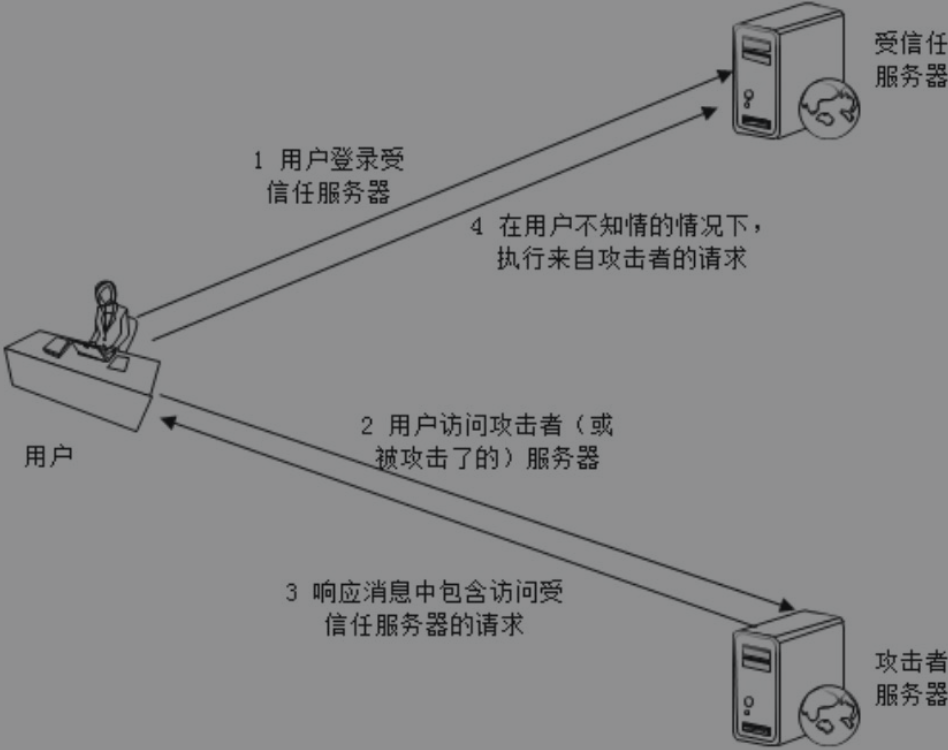 受信任
服务器
1 用户登录受
信任服务器
4 在用户不知情的情况下，
执行来自攻击者的请求
用户
2 用户访问攻击者（或
被攻击了的）服务器
3 响应消息中包含访问受
信任服务器的请求
攻击者
服务器